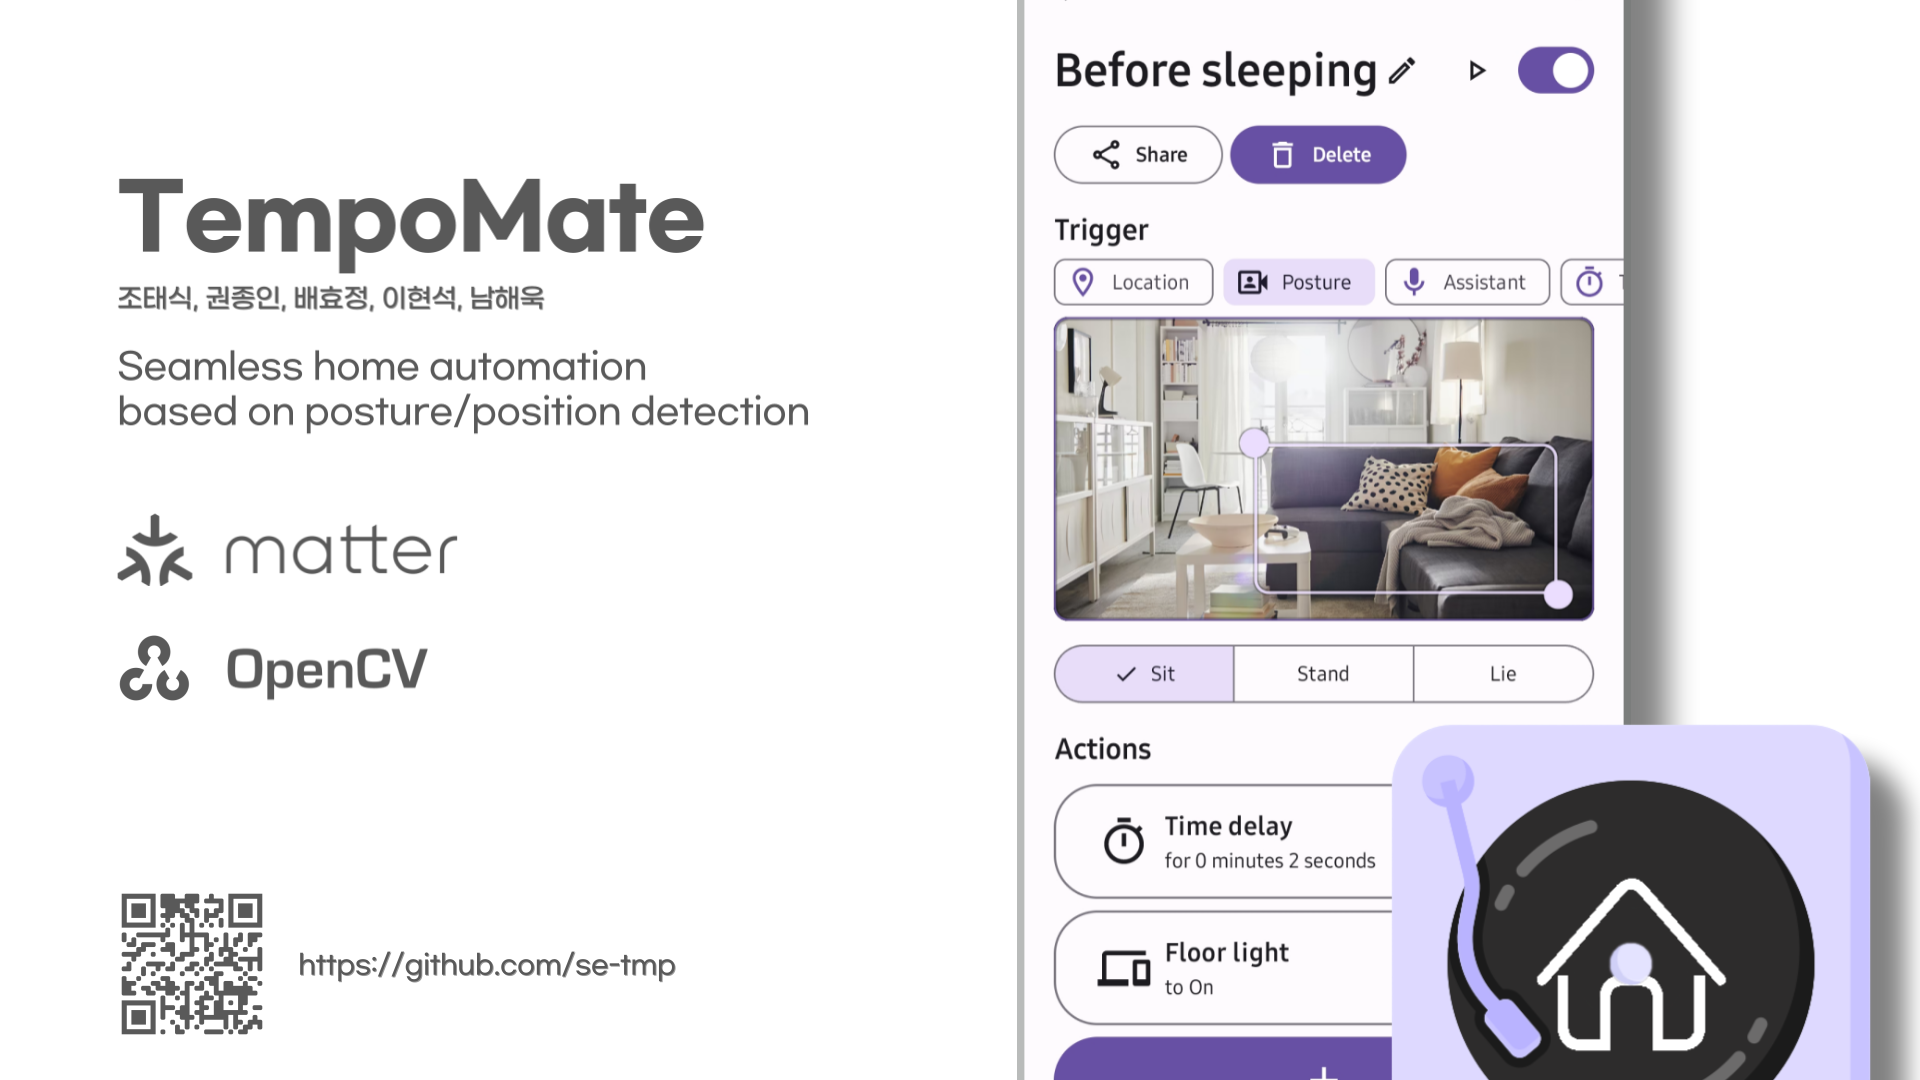 TempoMate
조태식, 권종인, 배효정, 이현석, 남해욱
Seamless home automation
based on posture/position detection
matter
OpenCV
https://github.com/se-tmp
Before sleeping
Share
Delete
Trigger
Location
Posture
Assistant
Sit
Stand
Lie
Actions
Time delay
for 0 minutes 2 seconds
Floor light
to On